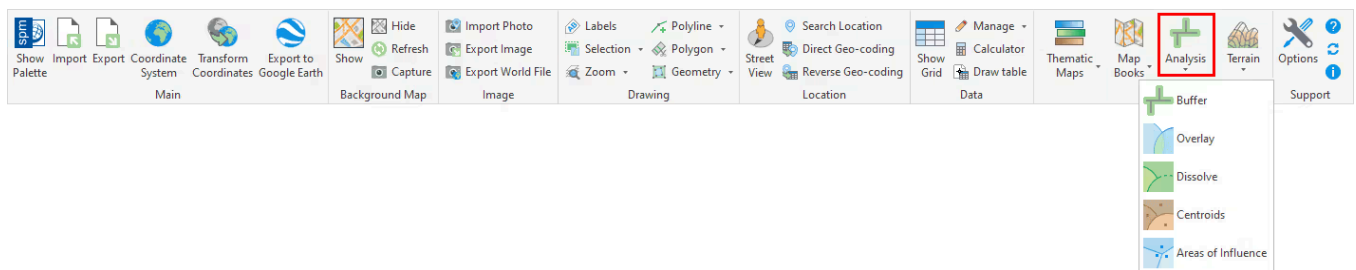 spm
Show Palette
Import
Export
Coordinate System
Transform Coordinates
Export to Google Earth
Main
Show
Hide
Refresh
Capture
Background Map
Import Photo
Export Image
Export World File
Image
Labels
Selection
Zoom
Polyline
Polygon
Geometry
Drawing
Street View
Search Location
Direct Geo-coding
Reverse Geo-coding
Location
Show Grid
Manage
Calculator
Draw table
Data
Thematic Maps
Map Books
Analysis
Terrain
Options
Support
Buffer
Overlay
Dissolve
Centroids
Areas of Influence